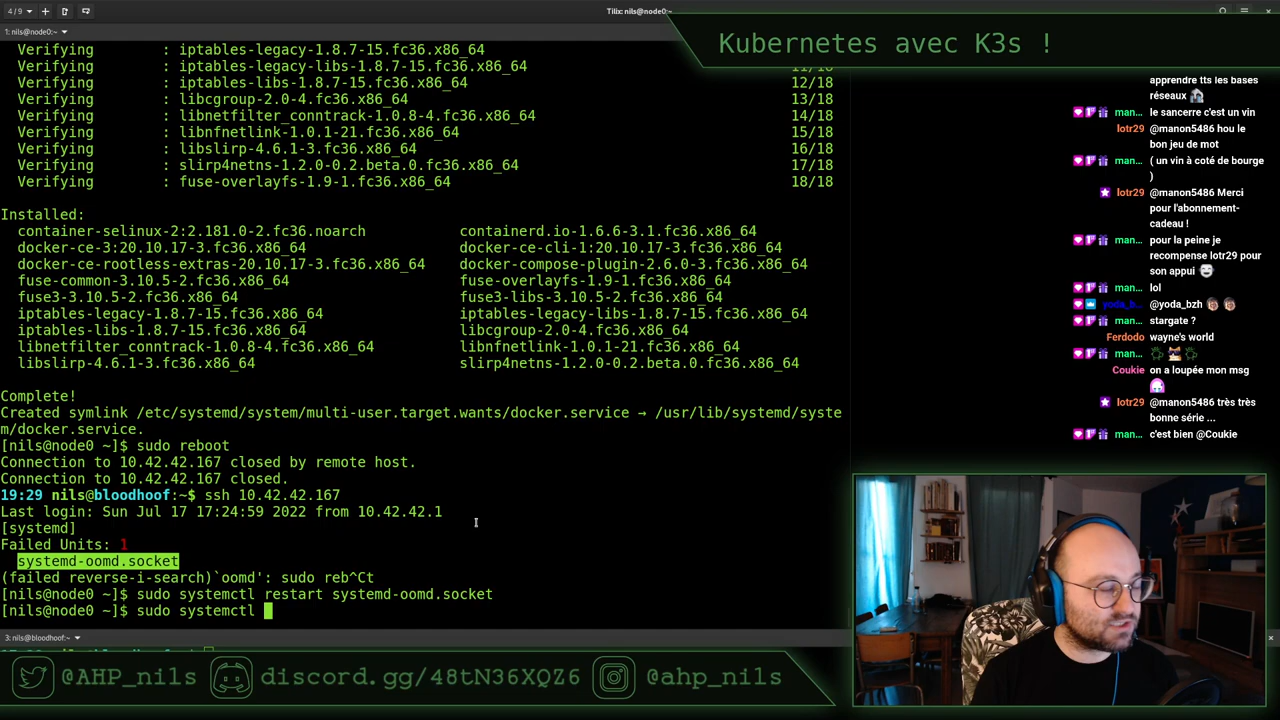 4 / 9
Tilix: nils@node0:~
1: nils@node0:~
Kubernetes avec K3s !
Verifying : iptables-legacy-1.8.7-15.fc36.x86_64
Verifying : iptables-legacy-libs-1.8.7-15.fc36.x86_64 11/18
Verifying : iptables-libs-1.8.7-15.fc36.x86_64 12/18
Verifying : libcgroup-2.0-4.fc36.x86_64 13/18
Verifying : libnetfilter_conntrack-1.0.8-4.fc36.x86_64 14/18
Verifying : libnfnetlink-1.0.1-21.fc36.x86_64 15/18
Verifying : libslirp-4.6.1-3.fc36.x86_64 16/18
Verifying : slirp4netns-1.2.0-0.2.beta.0.fc36.x86_64 17/18
Verifying : fuse-overlayfs-1.9-1.fc36.x86_64 18/18
Installed:
container-selinux-2:2.181.0-2.fc36.noarch containerd.io-1.6.6-3.1.fc36.x86_64
docker-ce-3:20.10.17-3.fc36.x86_64 docker-ce-cli-1:20.10.17-3.fc36.x86_64
docker-ce-rootless-extras-20.10.17-3.fc36.x86_64 docker-compose-plugin-2.6.0-3.fc36.x86_64
fuse-common-3.10.5-2.fc36.x86_64 fuse-overlayfs-1.9-1.fc36.x86_64
fuse3-3.10.5-2.fc36.x86_64 fuse3-libs-3.10.5-2.fc36.x86_64
iptables-legacy-1.8.7-15.fc36.x86_64 iptables-legacy-libs-1.8.7-15.fc36.x86_64
iptables-libs-1.8.7-15.fc36.x86_64 libcgroup-2.0-4.fc36.x86_64
libnetfilter_conntrack-1.0.8-4.fc36.x86_64 libnfnetlink-1.0.1-21.fc36.x86_64
libslirp-4.6.1-3.fc36.x86_64 slirp4netns-1.2.0-0.2.beta.0.fc36.x86_64
Complete!
Created symlink /etc/systemd/system/multi-user.target.wants/docker.service → /usr/lib/systemd/syste
m/docker.service.
[nils@node0 ~]$ sudo reboot
Connection to 10.42.42.167 closed by remote host.
Connection to 10.42.42.167 closed.
19:29 nils@bloodhoof:~$ ssh 10.42.42.167
Last login: Sun Jul 17 17:24:59 2022 from 10.42.42.1
[systemd]
Failed Units: 1
systemd-oomd.socket
(failed reverse-i-search)`oomd': sudo reb^Ct
[nils@node0 ~]$ sudo systemctl restart systemd-oomd.socket
[nils@node0 ~]$ sudo systemctl
3: nils@bloodhoof:~
apprendre tts les bases
réseaux
man... le sancerre c'est un vin
lotr29 @manon5486 hou le
bon jeu de mot
man... ( un vin à coté de bourge
)
lotr29 @manon5486 Merci
pour l'abonnement-
cadeau !
man... pour la peine je
recompense lotr29 pour
son appui
man... lol
yoda_b... @yoda_bzh
man... stargate ?
Ferdodo wayne's world
man...
Coukie on a loupée mon msg
lotr29 @manon5486 très très
bonne série ...
man... c'est bien @Coukie
@AHP_nils discord.gg/48tN36XQZ6 @ahp_nils